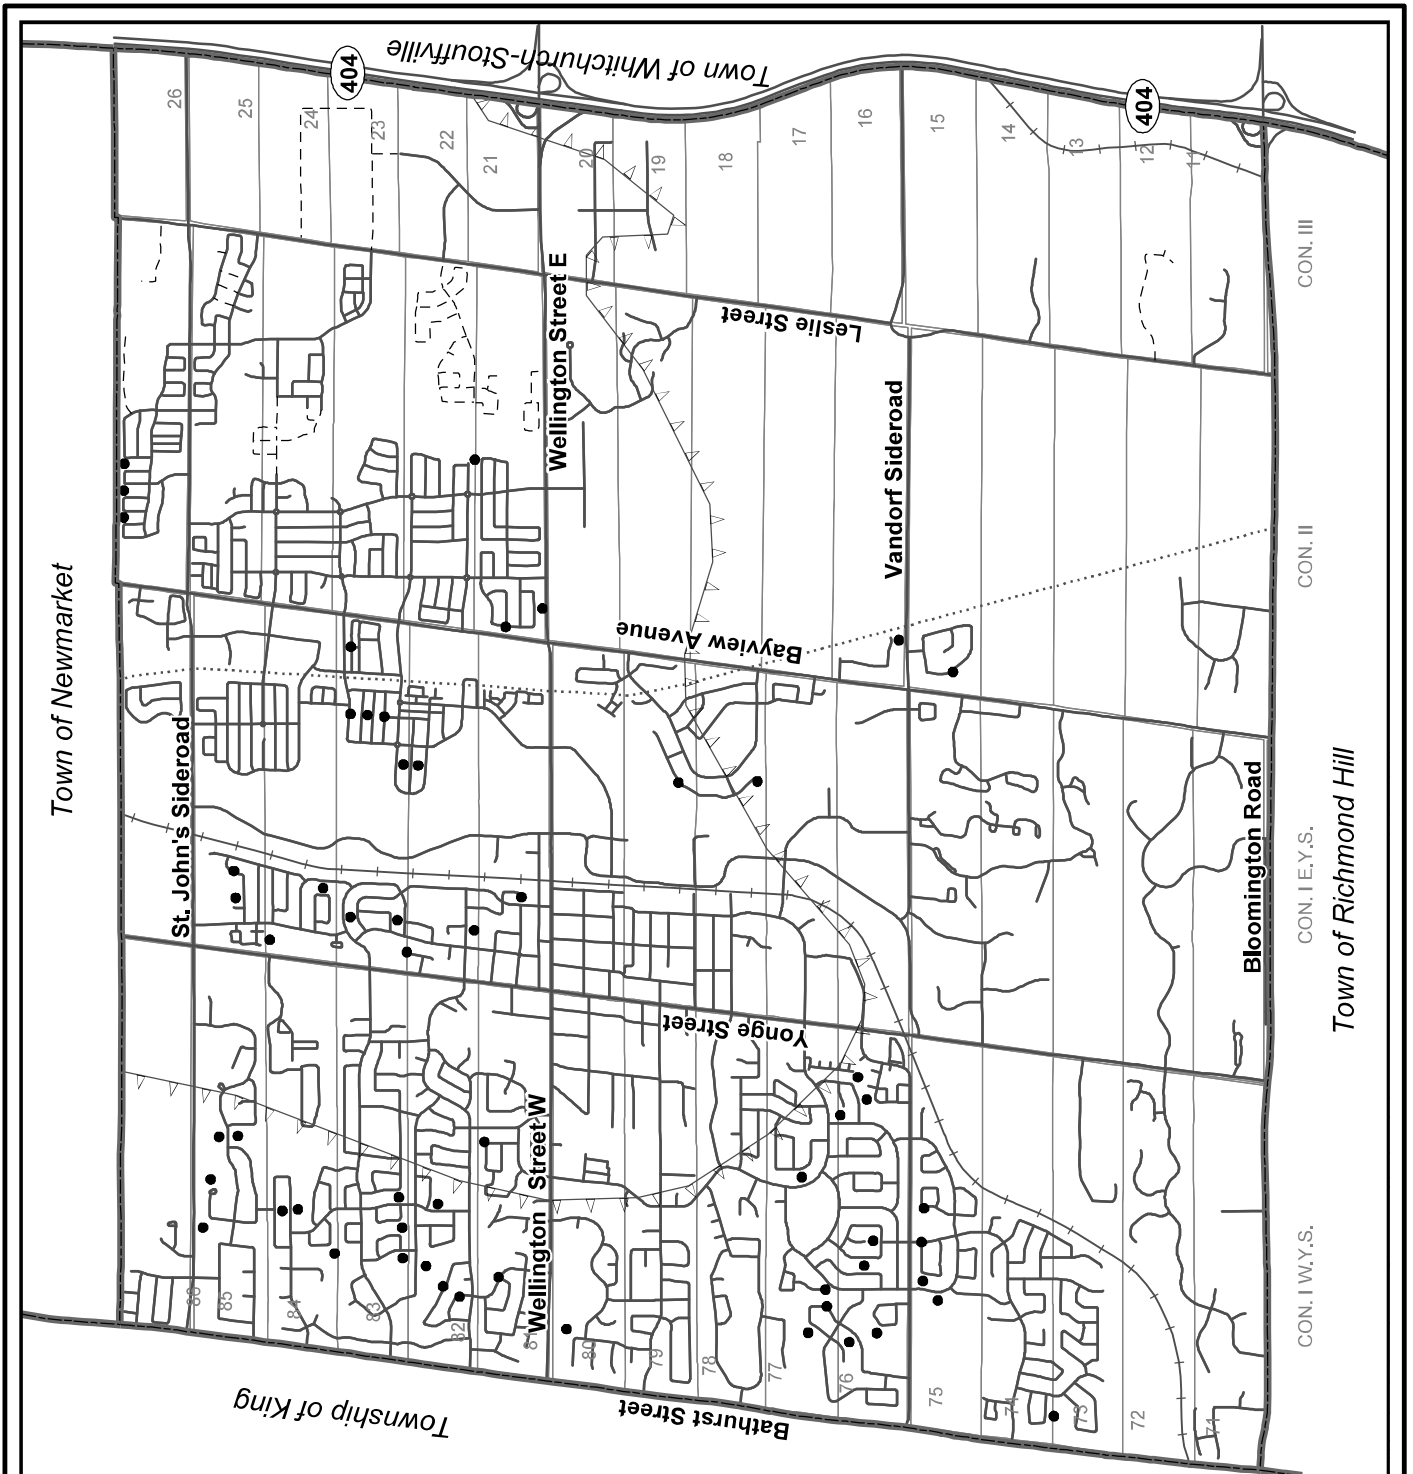 Town of Whitchurch-Stouffville
404
404
26
25
24
23
22
21
20
19
18
17
16
15
14
13
12
11
CON. III
Wellington Street E
Leslie Street
Vandorf Sideroad
CON. II
Town of Newmarket
Bayview Avenue
St. John's Sideroad
Bloomington Road
CON. I E.Y.S.
Town of Richmond Hill
Yonge Street
Wellington Street W
CON. I W.Y.S.
86
85
84
83
82
81
80
79
78
77
76
75
74
73
72
71
Township of King
Bathurst Street